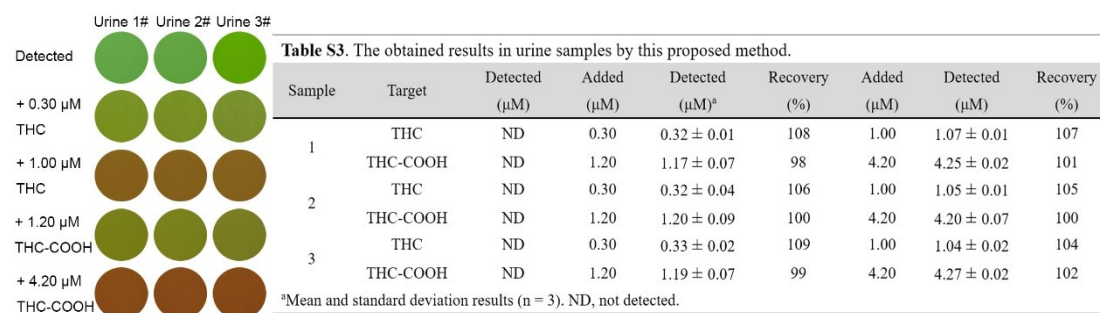 Urine 1# Urine 2# Urine 3#
Detected
+ 0.30 µM
THC
+ 1.00 µM
THC
+ 1.20 µM
THC-COOH
+ 4.20 µM
THC-COOH
Table S3. The obtained results in urine samples by this proposed method.
Sample Target Detected (µM) Added (µM) Detected (µM)ᵃ Recovery (%) Added (µM) Detected (µM) Recovery (%)
1 THC ND 0.30 0.32 ± 0.01 108 1.00 1.07 ± 0.01 107
THC-COOH ND 1.20 1.17 ± 0.07 98 4.20 4.25 ± 0.02 101
2 THC ND 0.30 0.32 ± 0.04 106 1.00 1.05 ± 0.01 105
THC-COOH ND 1.20 1.20 ± 0.09 100 4.20 4.20 ± 0.07 100
3 THC ND 0.30 0.33 ± 0.02 109 1.00 1.04 ± 0.02 104
THC-COOH ND 1.20 1.19 ± 0.07 99 4.20 4.27 ± 0.02 102
ᵃMean and standard deviation results (n = 3). ND, not detected.